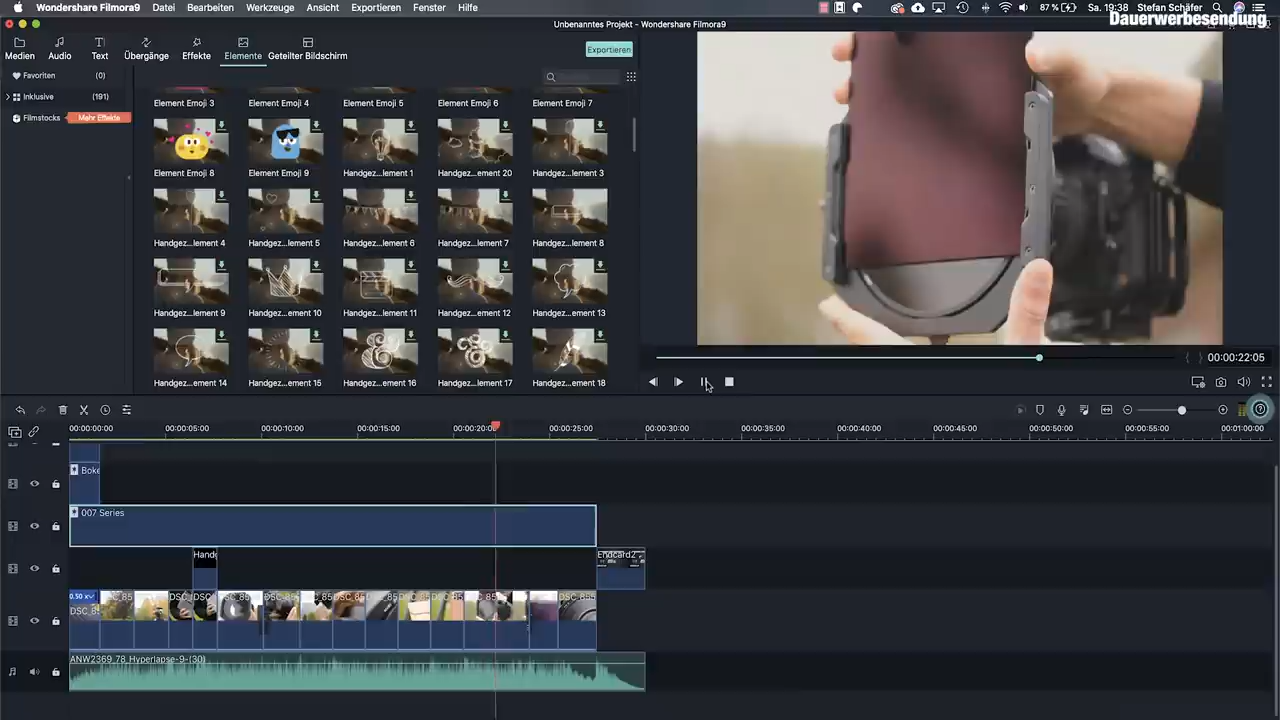 Wondershare Filmora9 Datei Bearbeiten Werkzeuge Ansicht Exportieren Fenster Hilfe 87 % Sa. 19:38 Stefan Schäfer
Dauerwerbesendung
Unbenanntes Projekt - Wondershare Filmora9
Medien Audio Text Übergänge Effekte Elemente Geteilter Bildschirm Exportieren
Favoriten (0)
Inklusive (191)
Filmstocks Mehr Effekte
Element Emoji 3 Element Emoji 4 Element Emoji 5 Element Emoji 6 Element Emoji 7
Element Emoji 8 Element Emoji 9 Handgez...lement 1 Handgez...ement 20 Handgez...lement 3
Handgez...lement 4 Handgez...lement 5 Handgez...lement 6 Handgez...lement 7 Handgez...lement 8
Handgez...lement 9 Handgez...ement 10 Handgez...ement 11 Handgez...ement 12 Handgez...ement 13
Handgez...ement 14 Handgez...ement 15 Handgez...ement 16 Handgez...ement 17 Handgez...ement 18
00:00:22:05
00:00:00:00 00:00:05:00 00:00:10:00 00:00:15:00 00:00:20:0 00:00:25:00 00:00:30:00 00:00:35:00 00:00:40:00 00:00:45:00 00:00:50:00 00:00:55:00 00:01:00:00
Boke
007 Series
Handg Endcard2
0.50 x
ANW2369_78_Hyperlapse-9-(30)